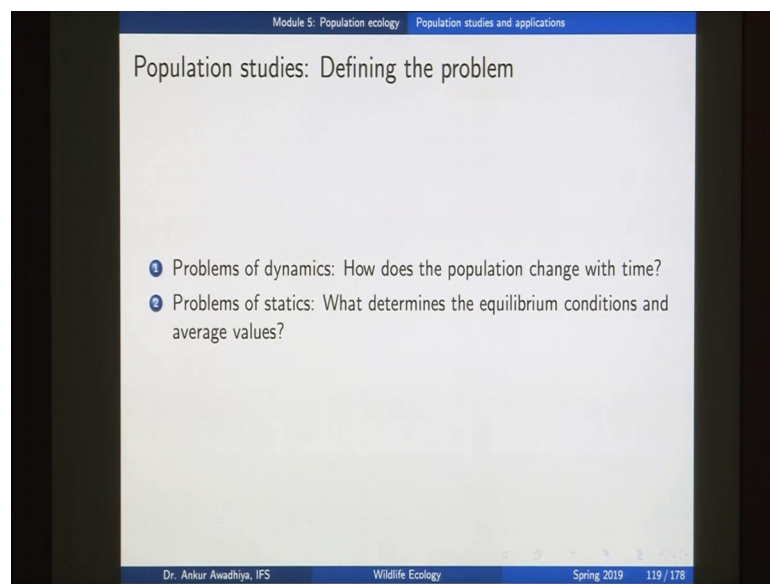 Module 5: Population ecology Population studies and applications
Population studies: Defining the problem
1 Problems of dynamics: How does the population change with time?
2 Problems of statics: What determines the equilibrium conditions and
average values?
Dr. Ankur Awadhiya, IFS Wildlife Ecology Spring 2019 119 / 178